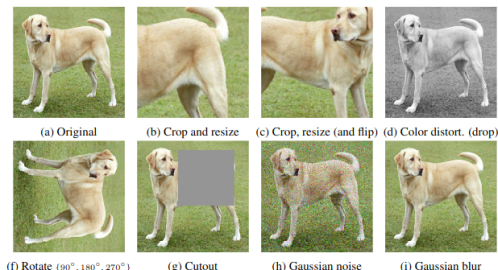 (a) Original
(b) Crop and resize
(c) Crop, resize (and flip)
(d) Color distort. (drop)
(f) Rotate {90°, 180°, 270°}
(g) Cutout
(h) Gaussian noise
(i) Gaussian blur